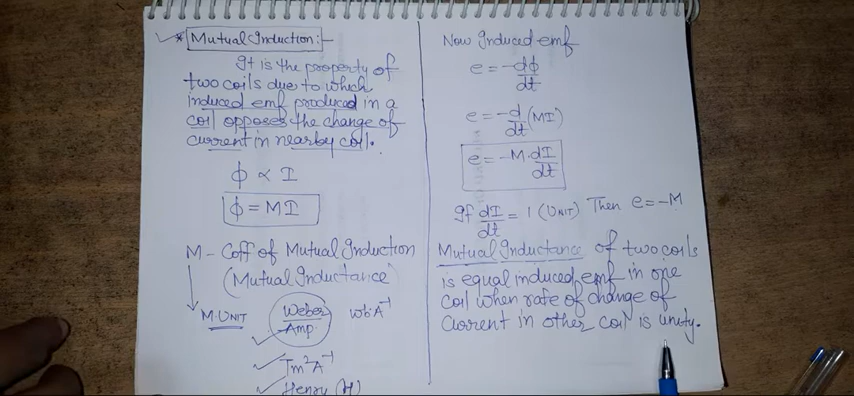 * Mutual Induction:-
It is the property of
two coils due to which
induced emf produced in a
coil opposes the change of
current in nearby coil.
ϕ ∝ I
ϕ = MI
M - Coff of Mutual Induction
(Mutual Inductance)
M. UNIT Weber/Amp wbA⁻¹
Tm²A⁻¹
Henry (H)
Now Induced emf
e = -dϕ/dt
e = -d/dt (MI)
e = -M.dI/dt
If dI/dt = 1 (UNIT) Then e = -M
Mutual Inductance of two coils
is equal induced emf in one
coil when rate of change of
current in other coil is unity.